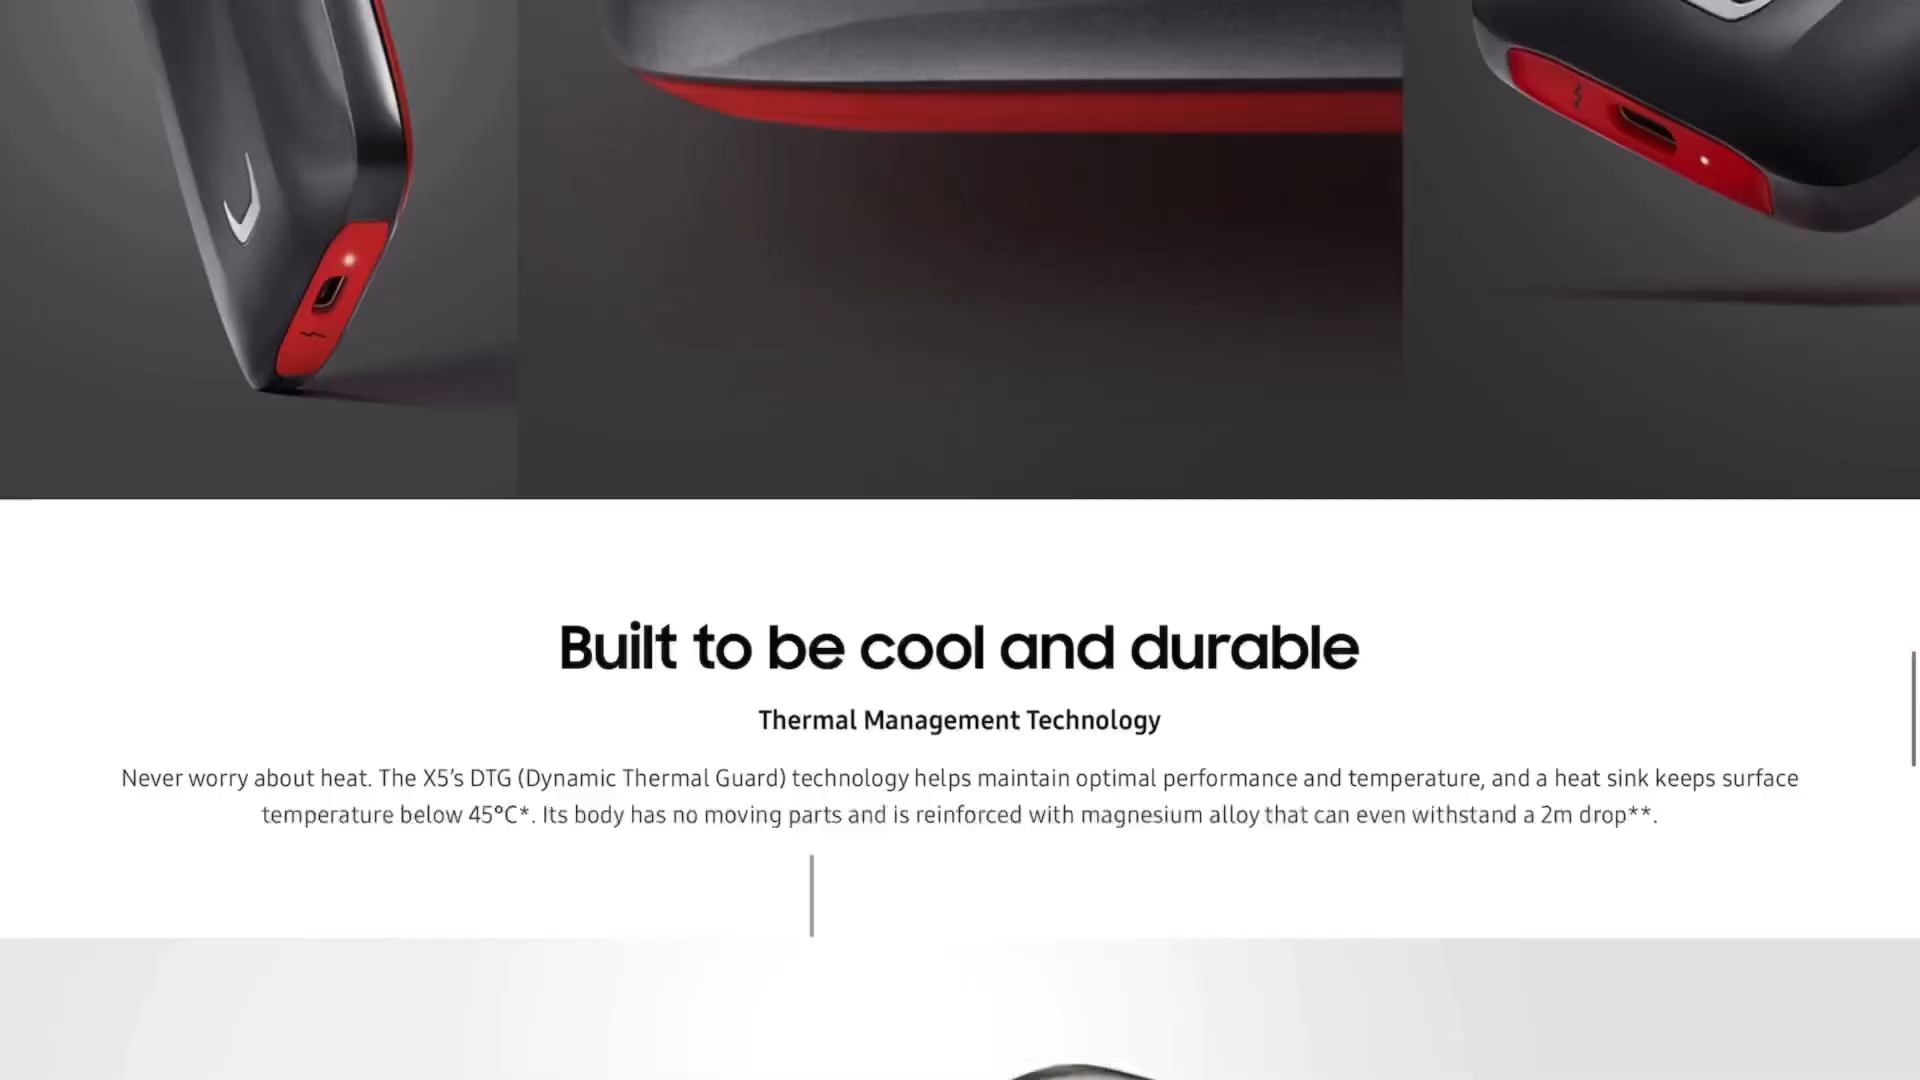 Built to be cool and durable
Thermal Management Technology
Never worry about heat. The X5's DTG (Dynamic Thermal Guard) technology helps maintain optimal performance and temperature, and a heat sink keeps surface
temperature below 45°C*. Its body has no moving parts and is reinforced with magnesium alloy that can even withstand a 2m drop**.